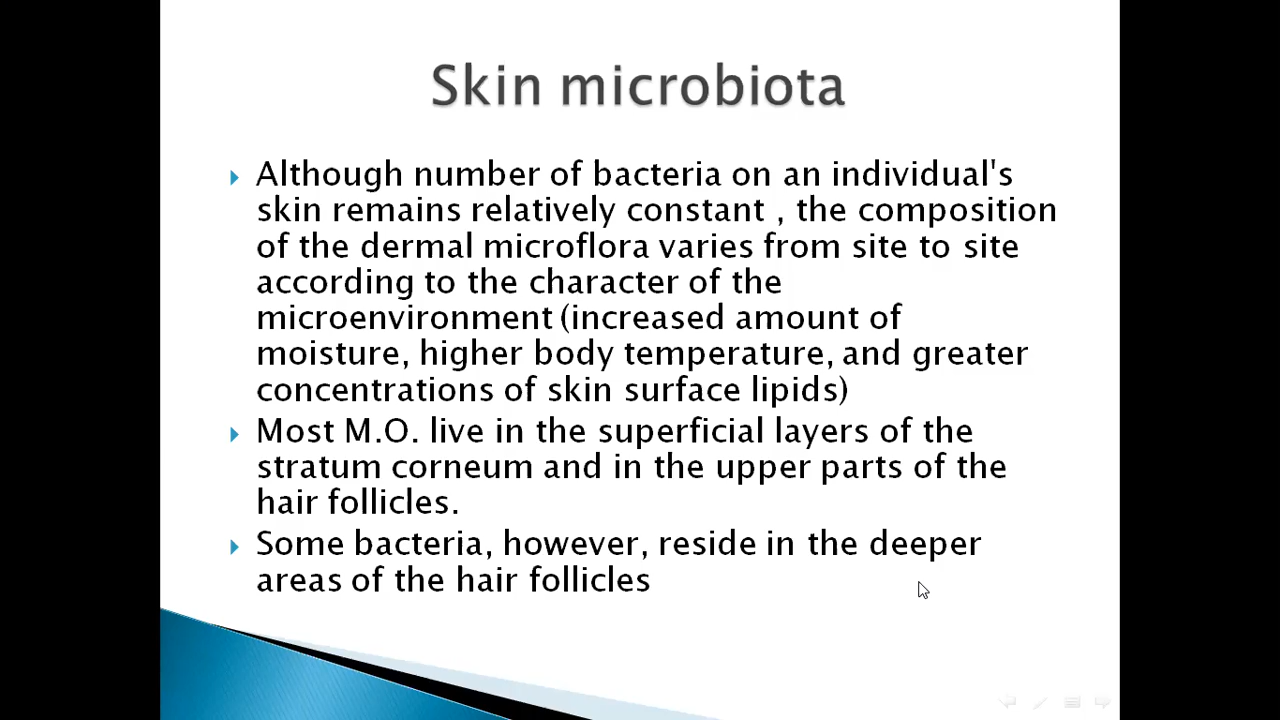 Skin microbiota
Although number of bacteria on an individual's
skin remains relatively constant , the composition
of the dermal microflora varies from site to site
according to the character of the
microenvironment (increased amount of
moisture, higher body temperature, and greater
concentrations of skin surface lipids)
Most M.O. live in the superficial layers of the
stratum corneum and in the upper parts of the
hair follicles.
Some bacteria, however, reside in the deeper
areas of the hair follicles